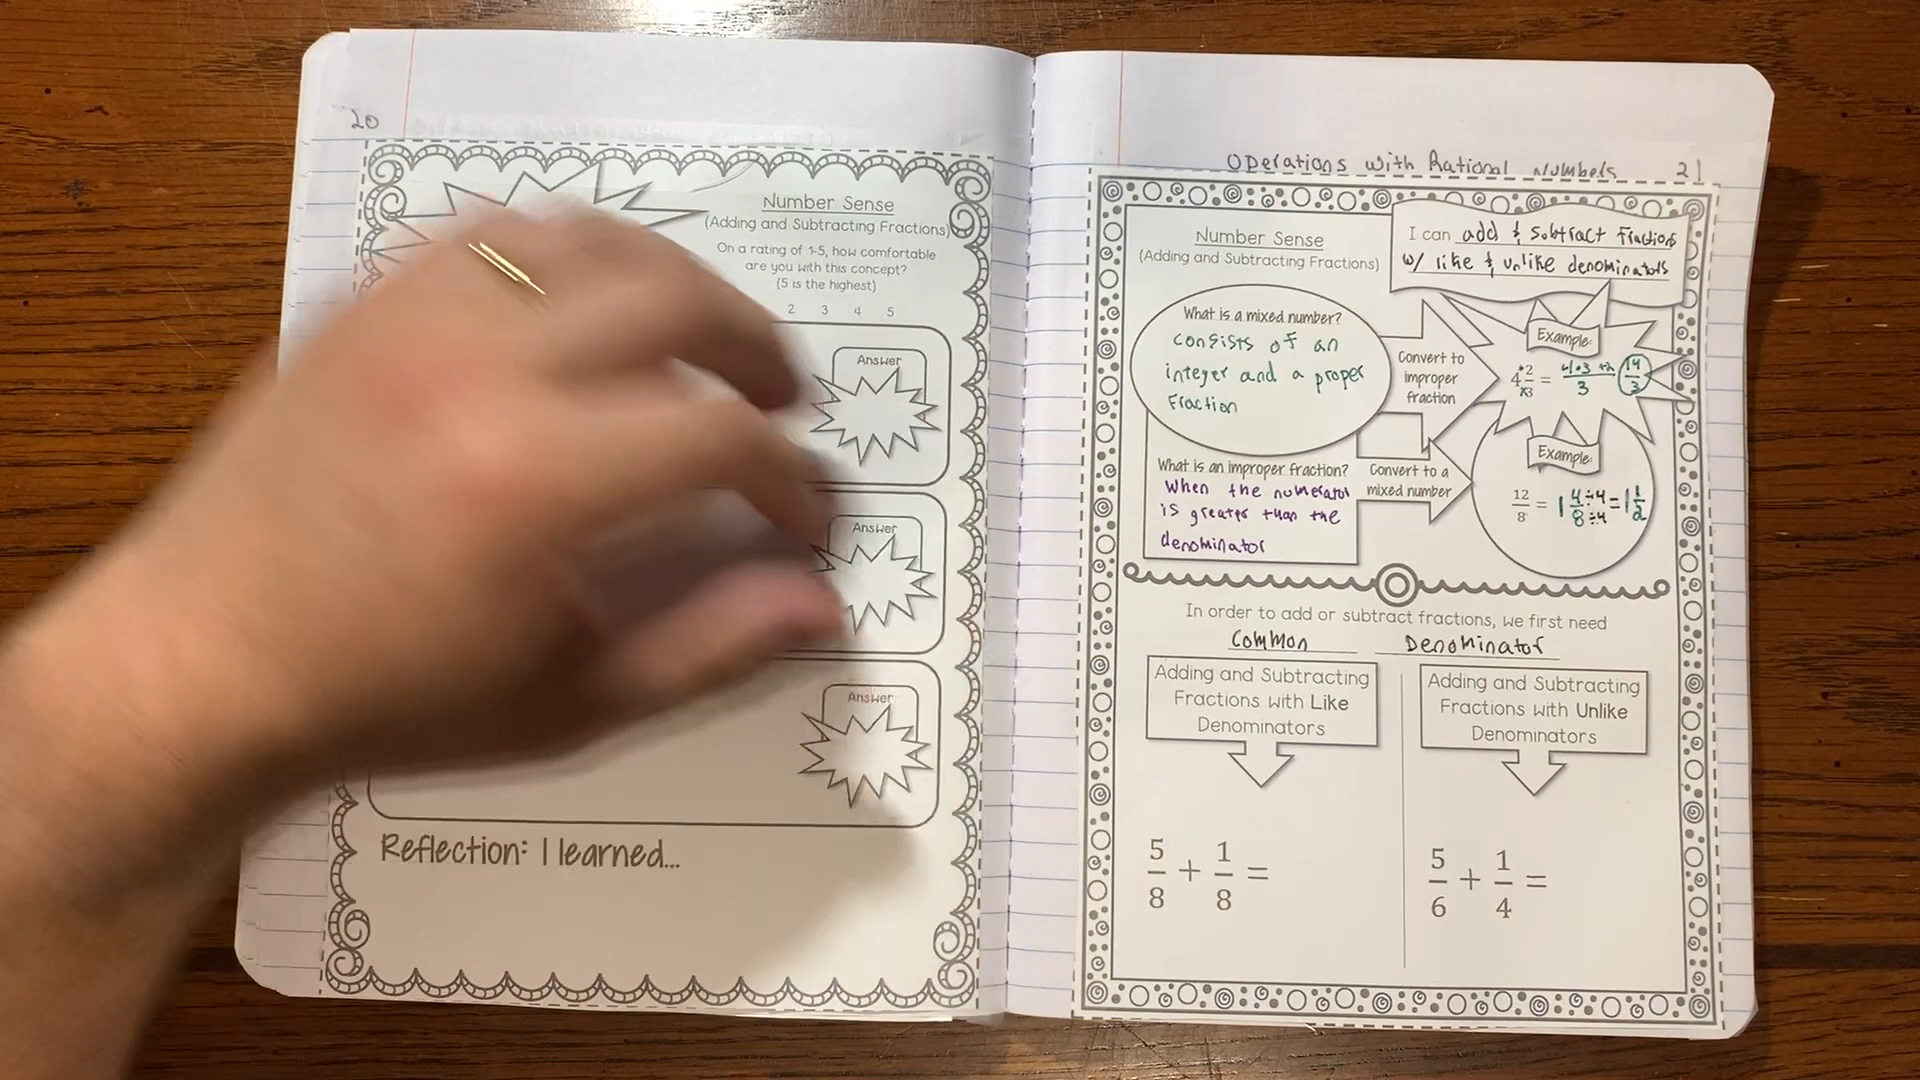 20
Number Sense
(Adding and Subtracting Fractions)
On a rating of 1-5, how comfortable
are you with this concept?
(5 is the highest)
2 3 4 5
Answer
Answer
Answer
Reflection: I learned...
Operations with Rational Numbers 21
Number Sense
(Adding and Subtracting Fractions)
I can add & subtract fractions
w/ like & unlike denominators
What is a mixed number?
consists of an
integer and a proper
fraction
Convert to
improper
fraction
Example:
4 2/3 = 4•3+2/3 14/3
What is an improper fraction?
When the numerator
is greater than the
denominator
Convert to a
mixed number
Example:
12/8 = 1 4÷4/8÷4 = 1 1/2
In order to add or subtract fractions, we first need
Common Denominator
Adding and Subtracting
Fractions with Like
Denominators
Adding and Subtracting
Fractions with Unlike
Denominators
5/8 + 1/8 =
5/6 + 1/4 =